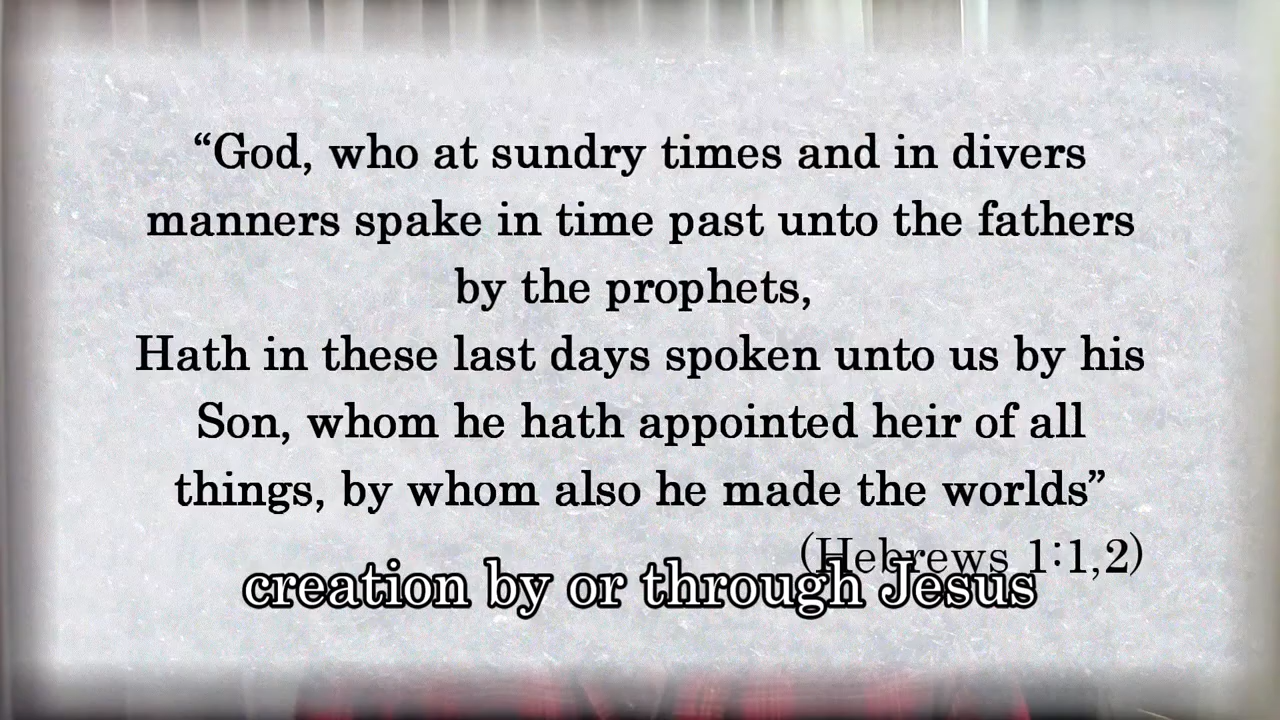 “God, who at sundry times and in divers
manners spake in time past unto the fathers
by the prophets,
Hath in these last days spoken unto us by his
Son, whom he hath appointed heir of all
things, by whom also he made the worlds”
(Hebrews 1:1,2)
creation by or through Jesus